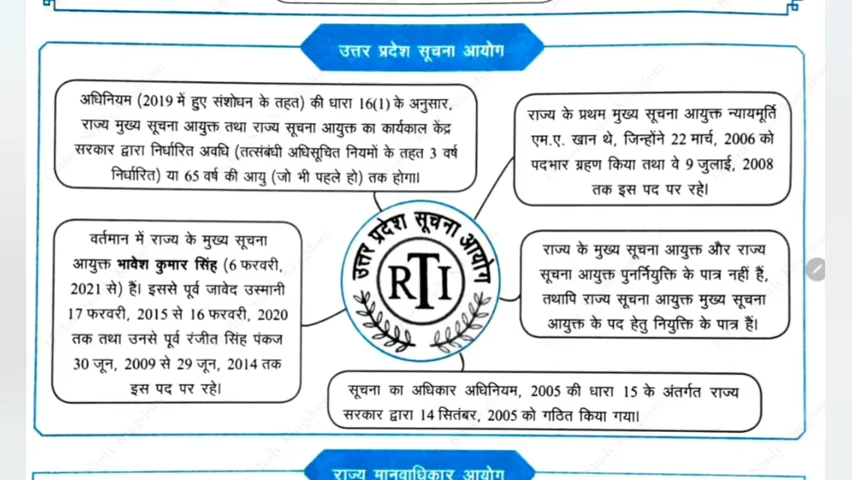 उत्तर प्रदेश सूचना आयोग
अधिनियम (2019 में हुए संशोधन के तहत) की धारा 16(1) के अनुसार,
राज्य मुख्य सूचना आयुक्त तथा राज्य सूचना आयुक्त का कार्यकाल केंद्र
सरकार द्वारा निर्धारित अवधि (तत्संबंधी अधिसूचित नियमों के तहत 3 वर्ष
निर्धारित) या 65 वर्ष की आयु (जो भी पहले हो) तक होगा।
राज्य के प्रथम मुख्य सूचना आयुक्त न्यायमूर्ति
एम.ए. खान थे, जिन्होंने 22 मार्च, 2006 को
पदभार ग्रहण किया तथा वे 9 जुलाई, 2008
तक इस पद पर रहे।
वर्तमान में राज्य के मुख्य सूचना
आयुक्त भावेश कुमार सिंह (6 फरवरी,
2021 से) हैं। इससे पूर्व जावेद उस्मानी
17 फरवरी, 2015 से 16 फरवरी, 2020
तक तथा उनसे पूर्व रंजीत सिंह पंकज
30 जून, 2009 से 29 जून, 2014 तक
इस पद पर रहे।
उत्तर प्रदेश सूचना आयोग
RTI
राज्य के मुख्य सूचना आयुक्त और राज्य
सूचना आयुक्त पुनर्नियुक्ति के पात्र नहीं हैं,
तथापि राज्य सूचना आयुक्त मुख्य सूचना
आयुक्त के पद हेतु नियुक्ति के पात्र हैं।
सूचना का अधिकार अधिनियम, 2005 की धारा 15 के अंतर्गत राज्य
सरकार द्वारा 14 सितंबर, 2005 को गठित किया गया।
राज्य मानवाधिकार आयोग